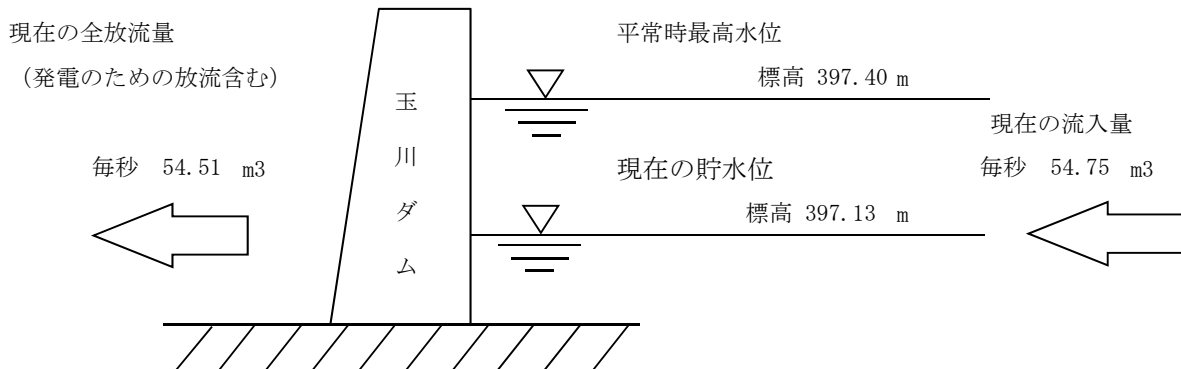 現在の全放流量
（発電のための放流含む）
毎秒 54.51 m3
玉川ダム
平常時最高水位
標高 397.40 m
現在の貯水位
標高 397.13 m
現在の流入量
毎秒 54.75 m3